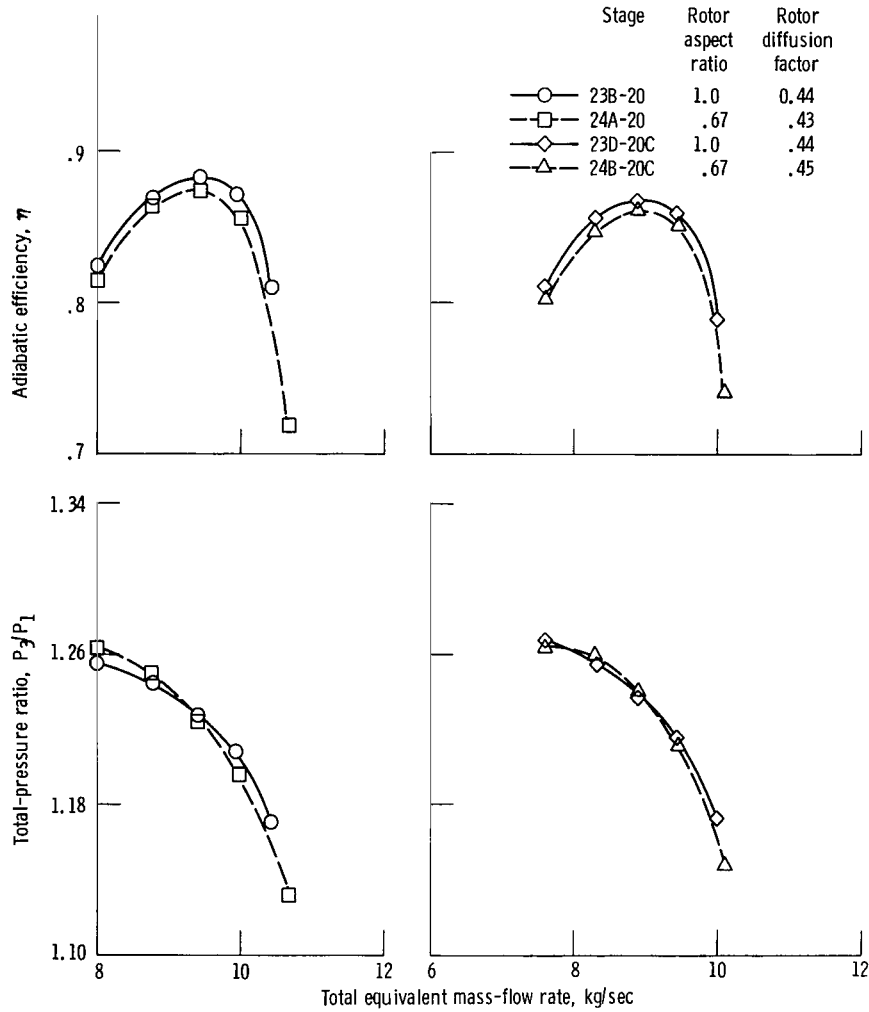 Stage Rotor aspect ratio Rotor diffusion factor
23B-20 1.0 0.44
24A-20 .67 .43
23D-20C 1.0 .44
24B-20C .67 .45
Adiabatic efficiency, η
.9
.8
.7
Total-pressure ratio, P3/P1
1.34
1.26
1.18
1.10
8 10 12
6 8 10 12
Total equivalent mass-flow rate, kg/sec